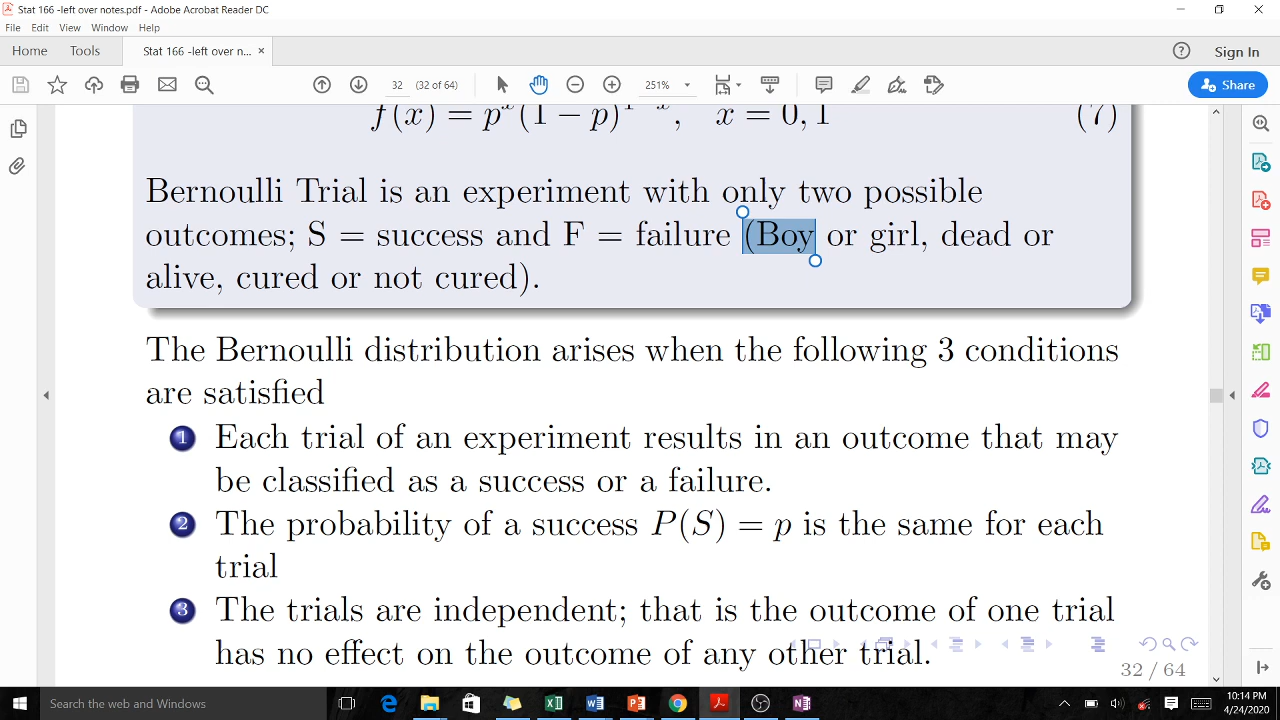 Stat 166 -left over notes.pdf - Adobe Acrobat Reader DC
File Edit View Window Help
Home Tools Stat 166 -left over n... × Sign In
32 (32 of 64) 251% Share
f(x) = p^x(1 − p)^{1−x}, x = 0, 1 (7)
Bernoulli Trial is an experiment with only two possible
outcomes; S = success and F = failure (Boy or girl, dead or
alive, cured or not cured).
The Bernoulli distribution arises when the following 3 conditions
are satisfied
1 Each trial of an experiment results in an outcome that may
be classified as a success or a failure.
2 The probability of a success P(S) = p is the same for each
trial
3 The trials are independent; that is the outcome of one trial
has no effect on the outcome of any other trial.
32 / 64
Search the web and Windows
10:14 PM
4/24/2020